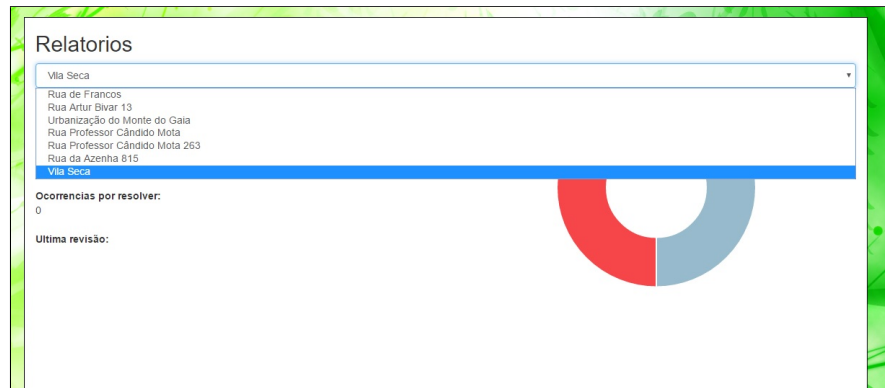 Relatorios
Vila Seca
Rua de Francos
Rua Artur Bivar 13
Urbanização do Monte do Gaia
Rua Professor Cândido Mota
Rua Professor Cândido Mota 263
Rua da Azenha 815
Vila Seca
Ocorrencias por resolver:
0
Ultima revisão: